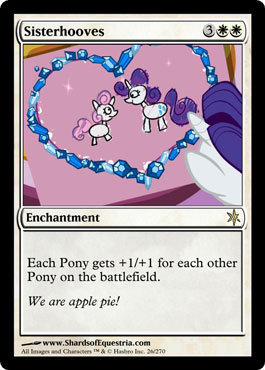 Sisterhooves 3
Enchantment
Each Pony gets +1/+1 for each other
Pony on the battlefield.
We are apple pie!
www.ShardsofEquestria.com
All Images and Characters ™ & © Hasbro Inc. 26/270